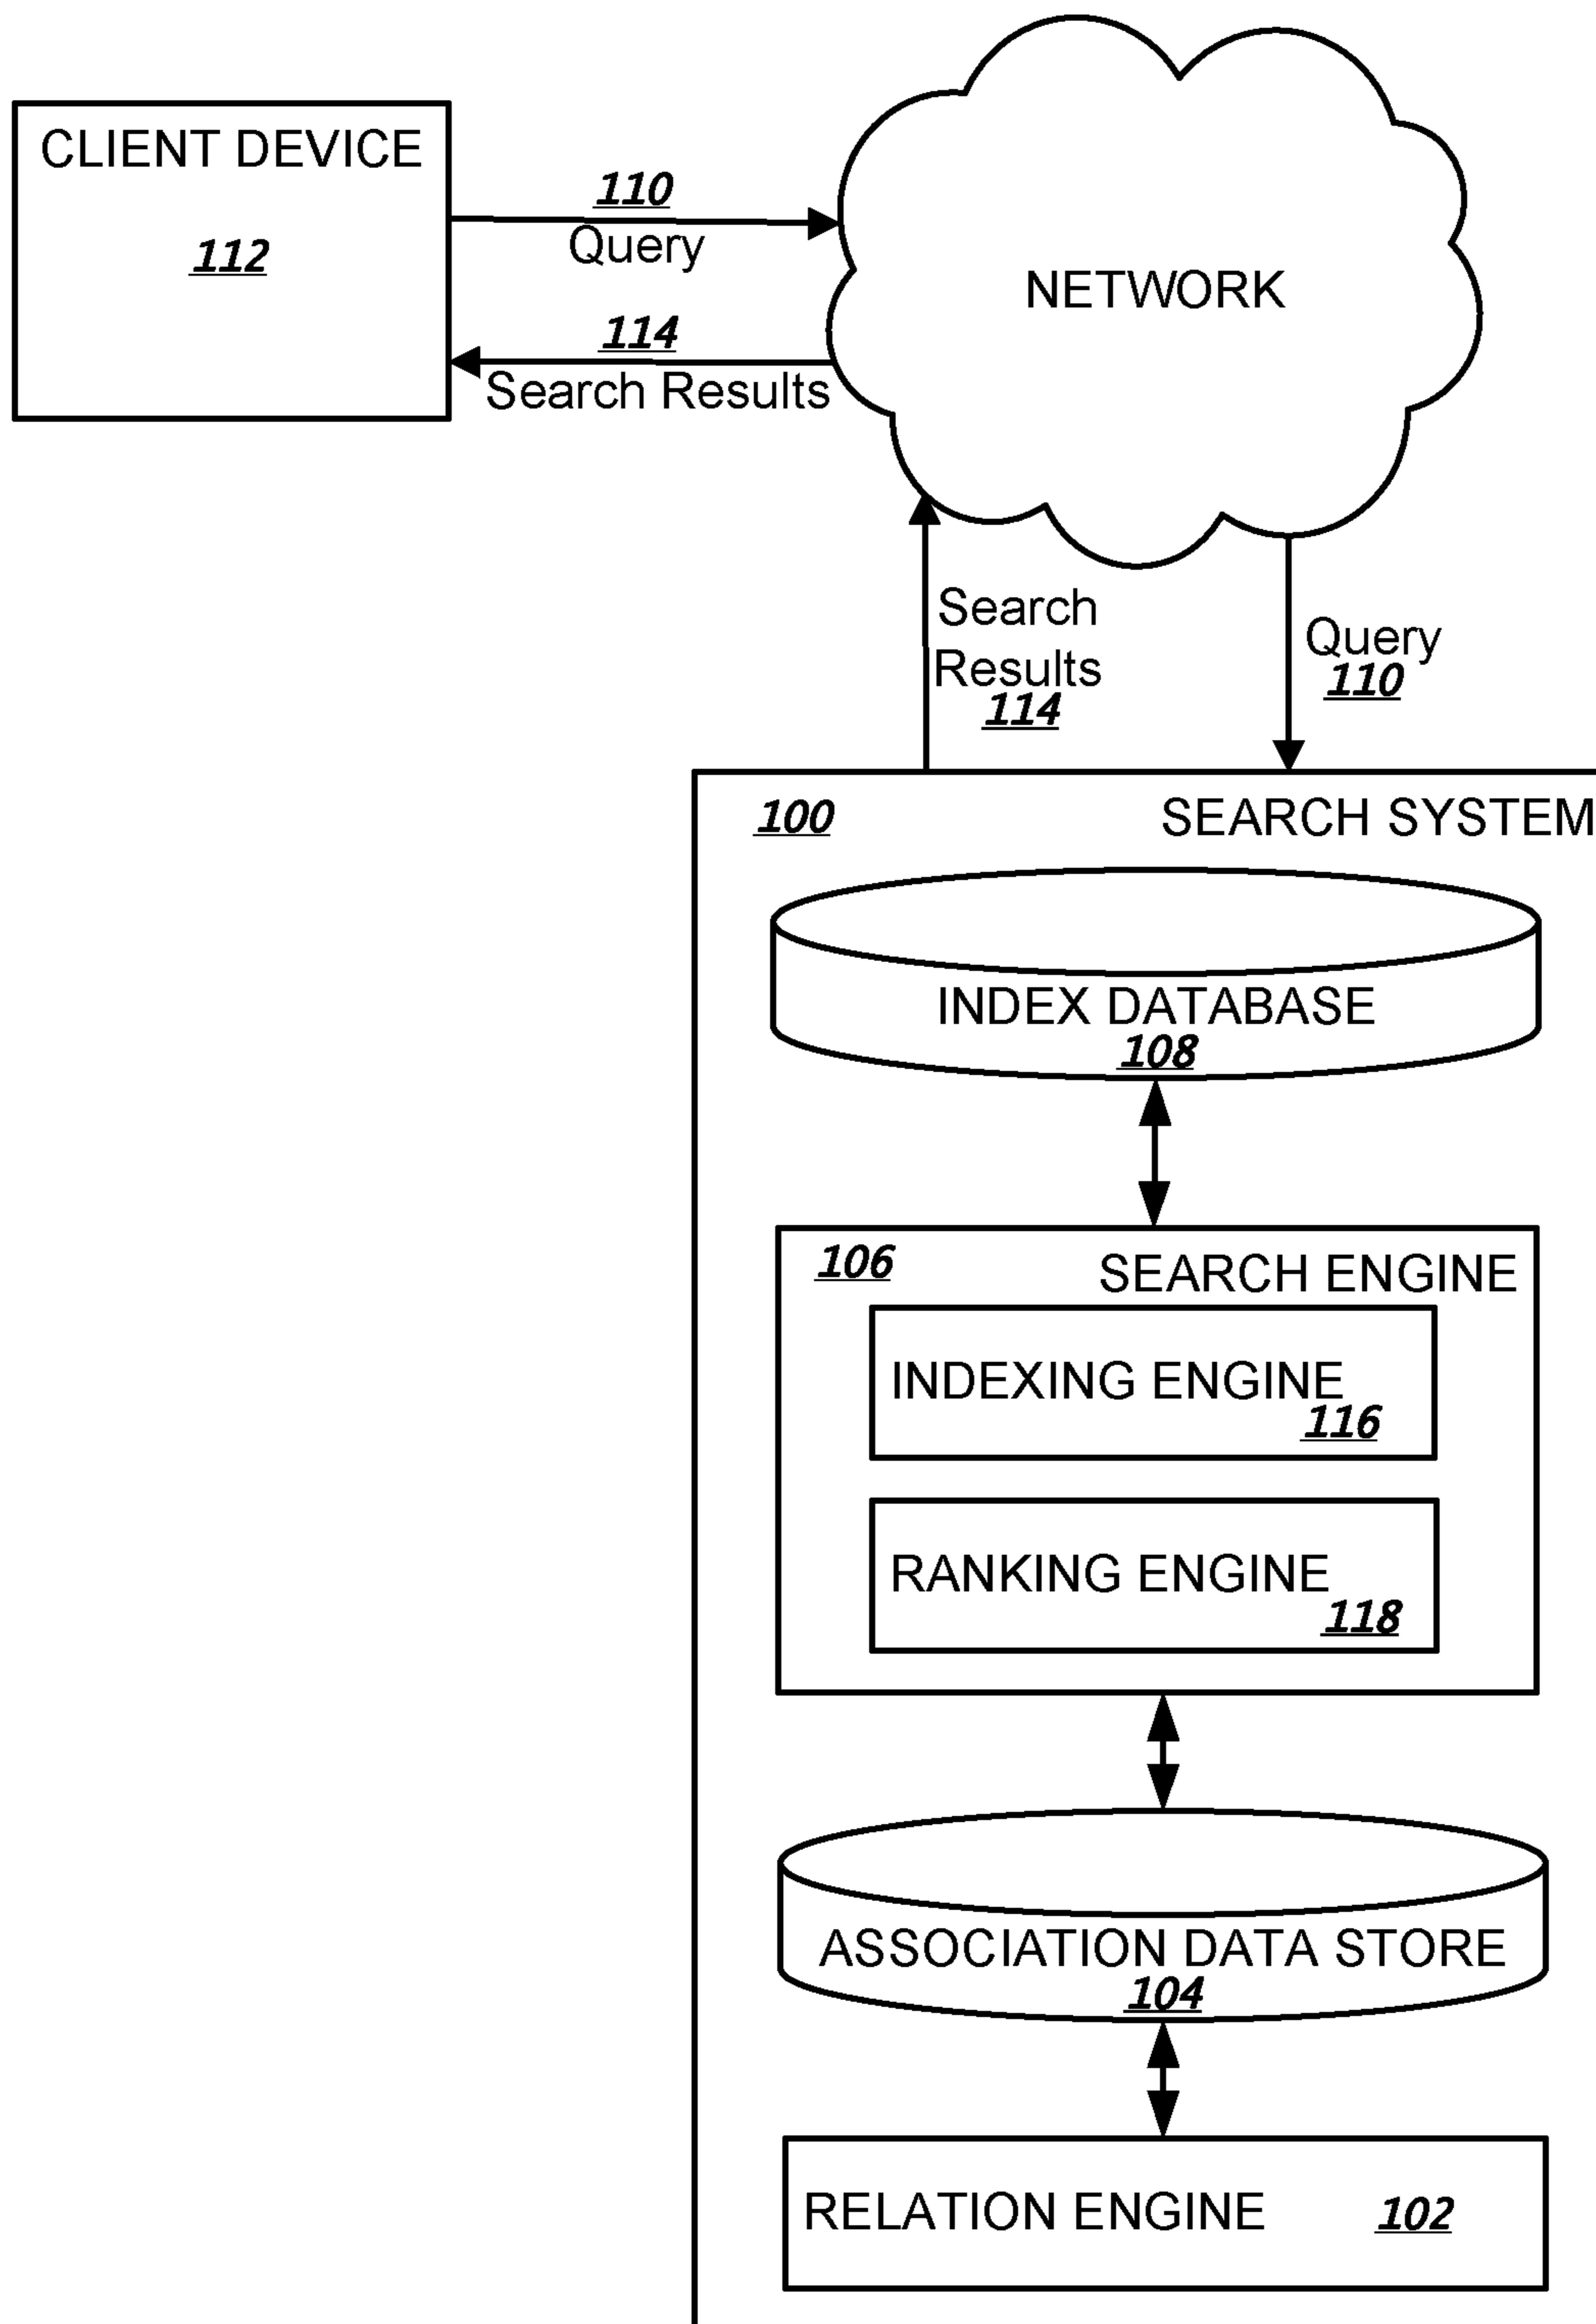 CLIENT DEVICE
112
110
Query
114
Search Results
NETWORK
Search
Results
114
Query
110
100
SEARCH SYSTEM
INDEX DATABASE
108
106
SEARCH ENGINE
INDEXING ENGINE
116
RANKING ENGINE
118
ASSOCIATION DATA STORE
104
RELATION ENGINE 102